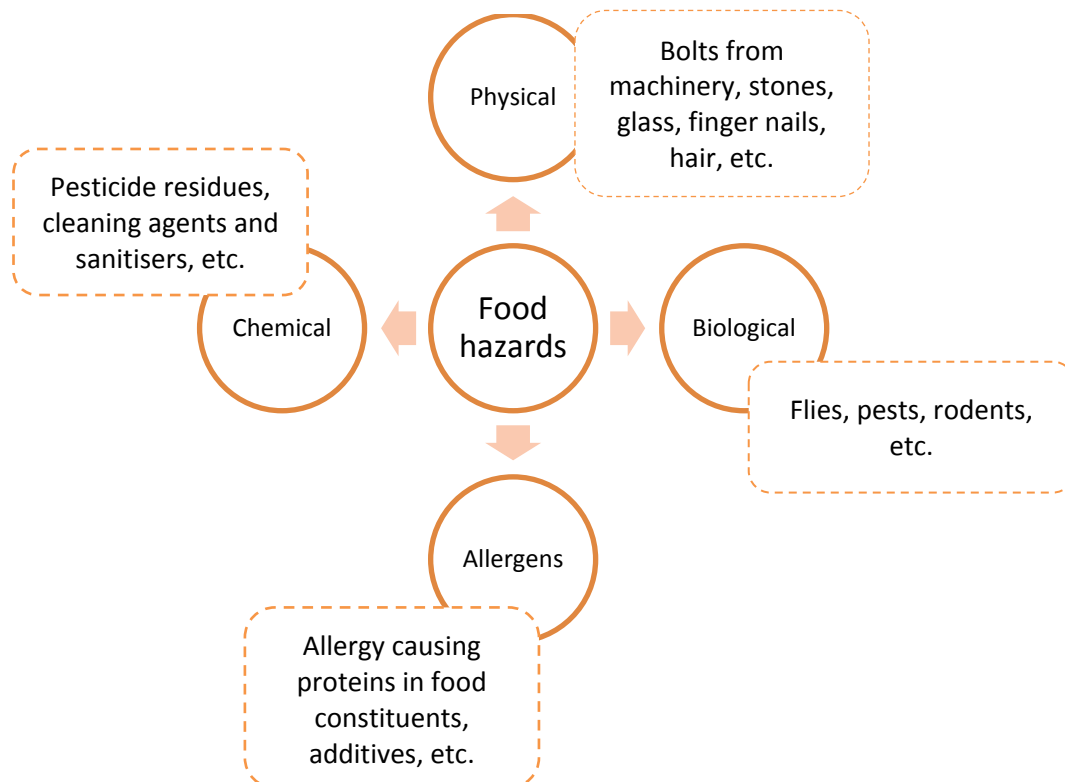 Physical
Bolts from
machinery, stones,
glass, finger nails,
hair, etc.
Pesticide residues,
cleaning agents and
sanitisers, etc.
Chemical
Food
hazards
Biological
Flies, pests, rodents,
etc.
Allergens
Allergy causing
proteins in food
constituents,
additives, etc.